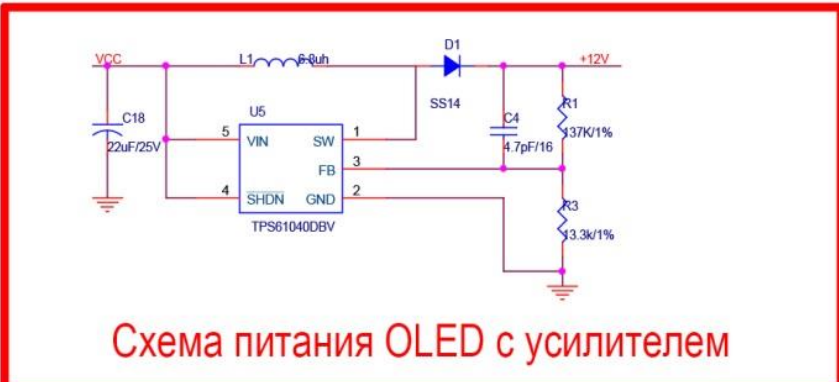 D1
VCC
L1
6.8uh
+12V
SS14
R1
C18
U5
C4
137K/1%
22uF/25V
5
VIN
SW
1
4.7pF/16
FB
3
4
SHDN
GND
2
R3
TPS61040DBV
13.3k/1%
Схема питания OLED с усилителем